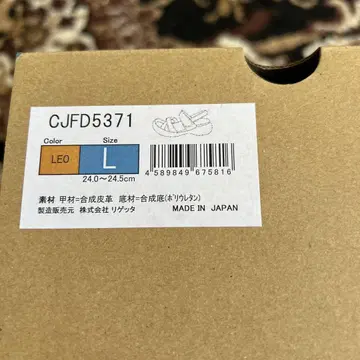 CJFD5371
Color Size
LEO L
24.0～24.5cm
4 589849 675816
素材 甲材=合成皮革 底材=合成底(ﾎﾟﾘｳﾚﾀﾝ)
製造販売元 株式会社 リゲッタ MADE IN JAPAN